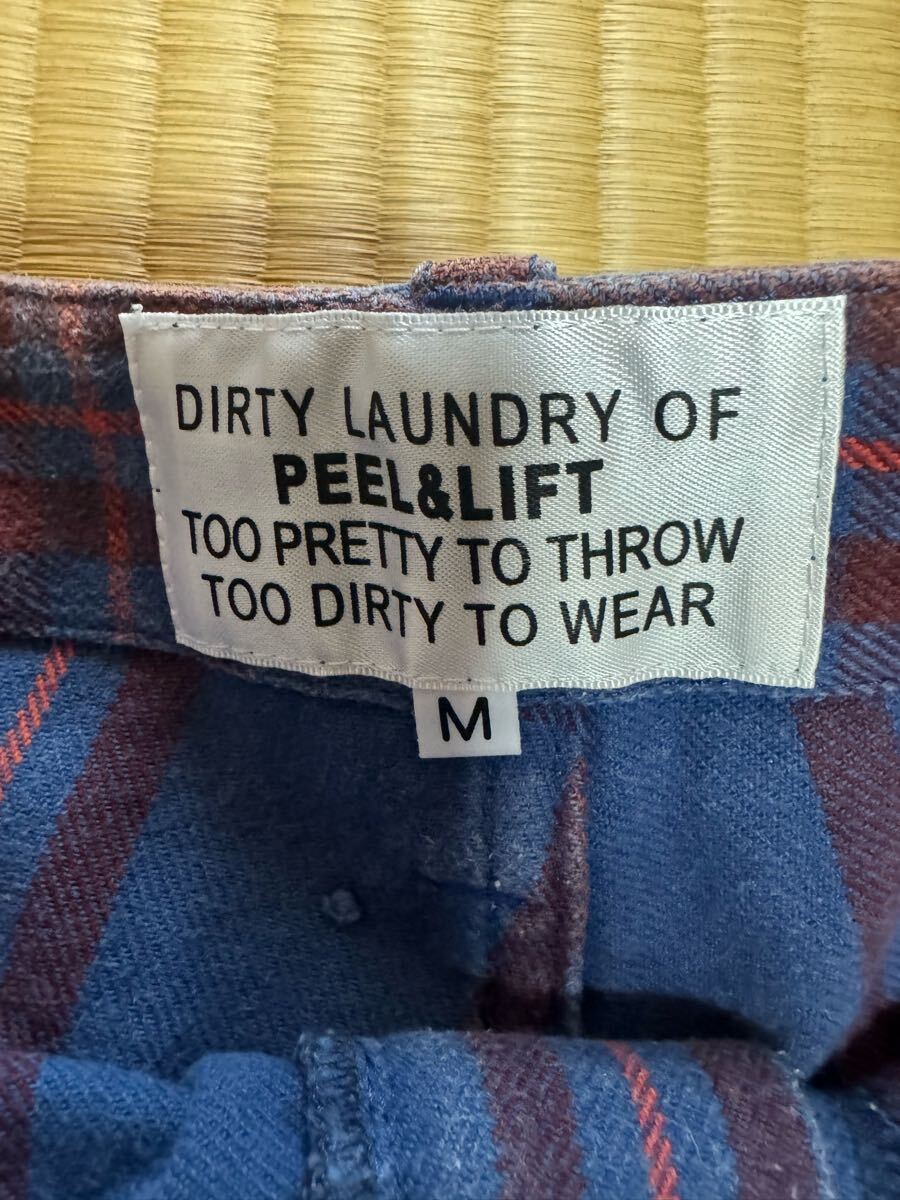 DIRTY LAUNDRY OF
PEEL&LIFT
TOO PRETTY TO THROW
TOO DIRTY TO WEAR
M